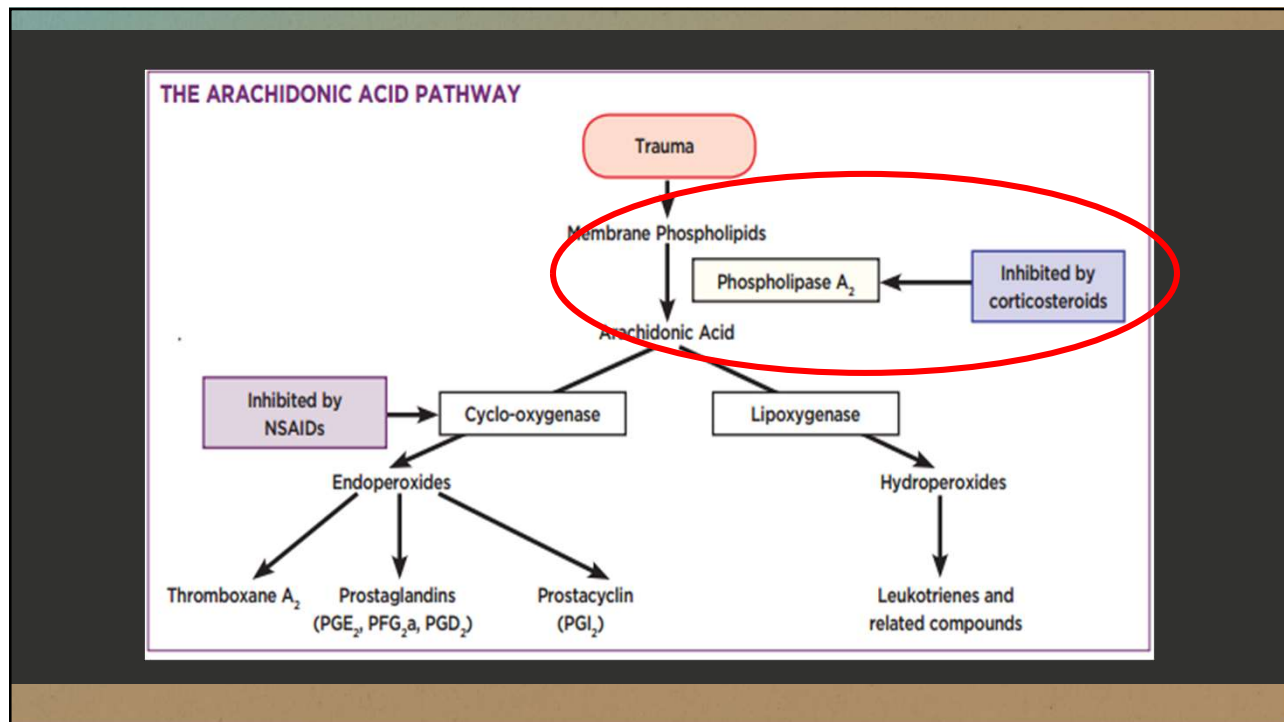 THE ARACHIDONIC ACID PATHWAY
Trauma
Membrane Phospholipids
Phospholipase A₂
Inhibited by
corticosteroids
Arachidonic Acid
Inhibited by
NSAIDs
Cyclo-oxygenase
Lipoxygenase
Endoperoxides
Hydroperoxides
Thromboxane A₂
Prostaglandins
(PGE₂, PFG₂a, PGD₂)
Prostacyclin
(PGI₂)
Leukotrienes and
related compounds